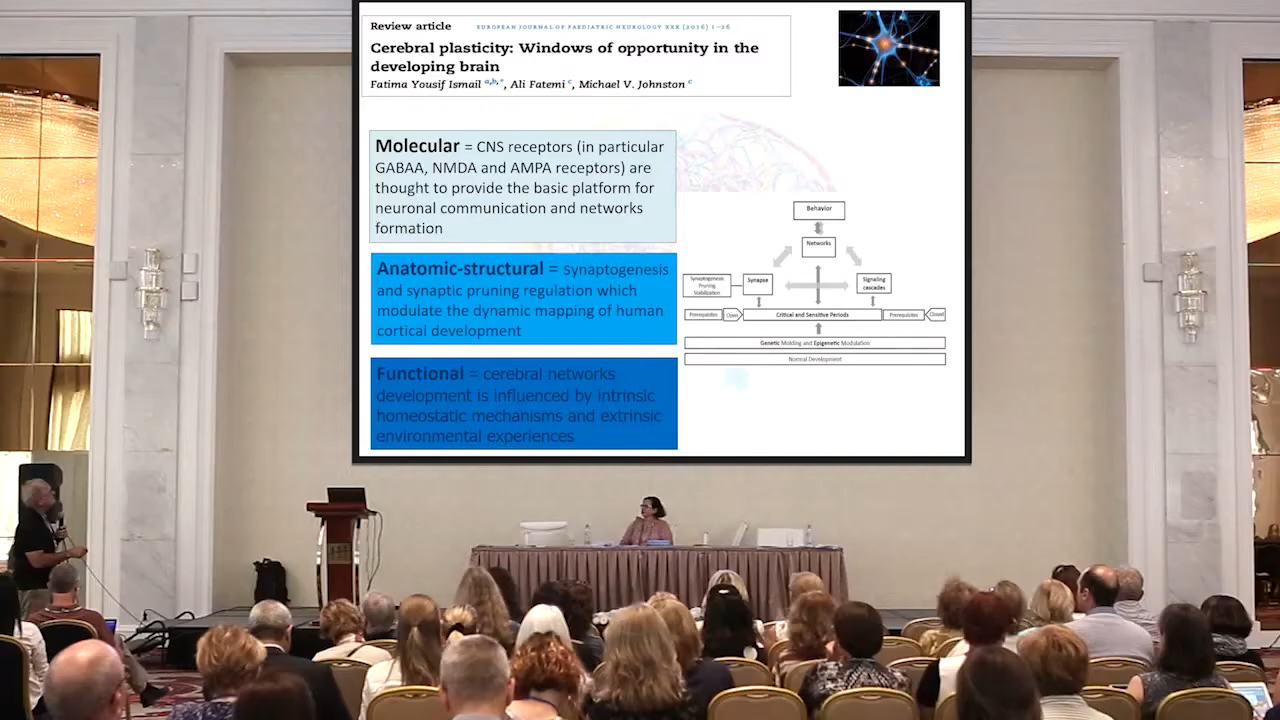 Review article EUROPEAN JOURNAL OF PAEDIATRIC NEUROLOGY XXX (2016) 1–26
Cerebral plasticity: Windows of opportunity in the
developing brain
Fatima Yousif Ismail a,b,*, Ali Fatemi c, Michael V. Johnston c
Molecular = CNS receptors (in particular
GABAA, NMDA and AMPA receptors) are
thought to provide the basic platform for
neuronal communication and networks
formation
Anatomic-structural = Synaptogenesis
and synaptic pruning regulation which
modulate the dynamic mapping of human
cortical development
Functional = cerebral networks
development is influenced by intrinsic
homeostatic mechanisms and extrinsic
environmental experiences
Behavior
Networks
Synaptogenesis
Pruning
Stabilization
Synapse
Signaling
cascades
Prerequisites Open Critical and Sensitive Periods Prerequisites Closed
Genetic Molding and Epigenetic Modulation
Normal Development